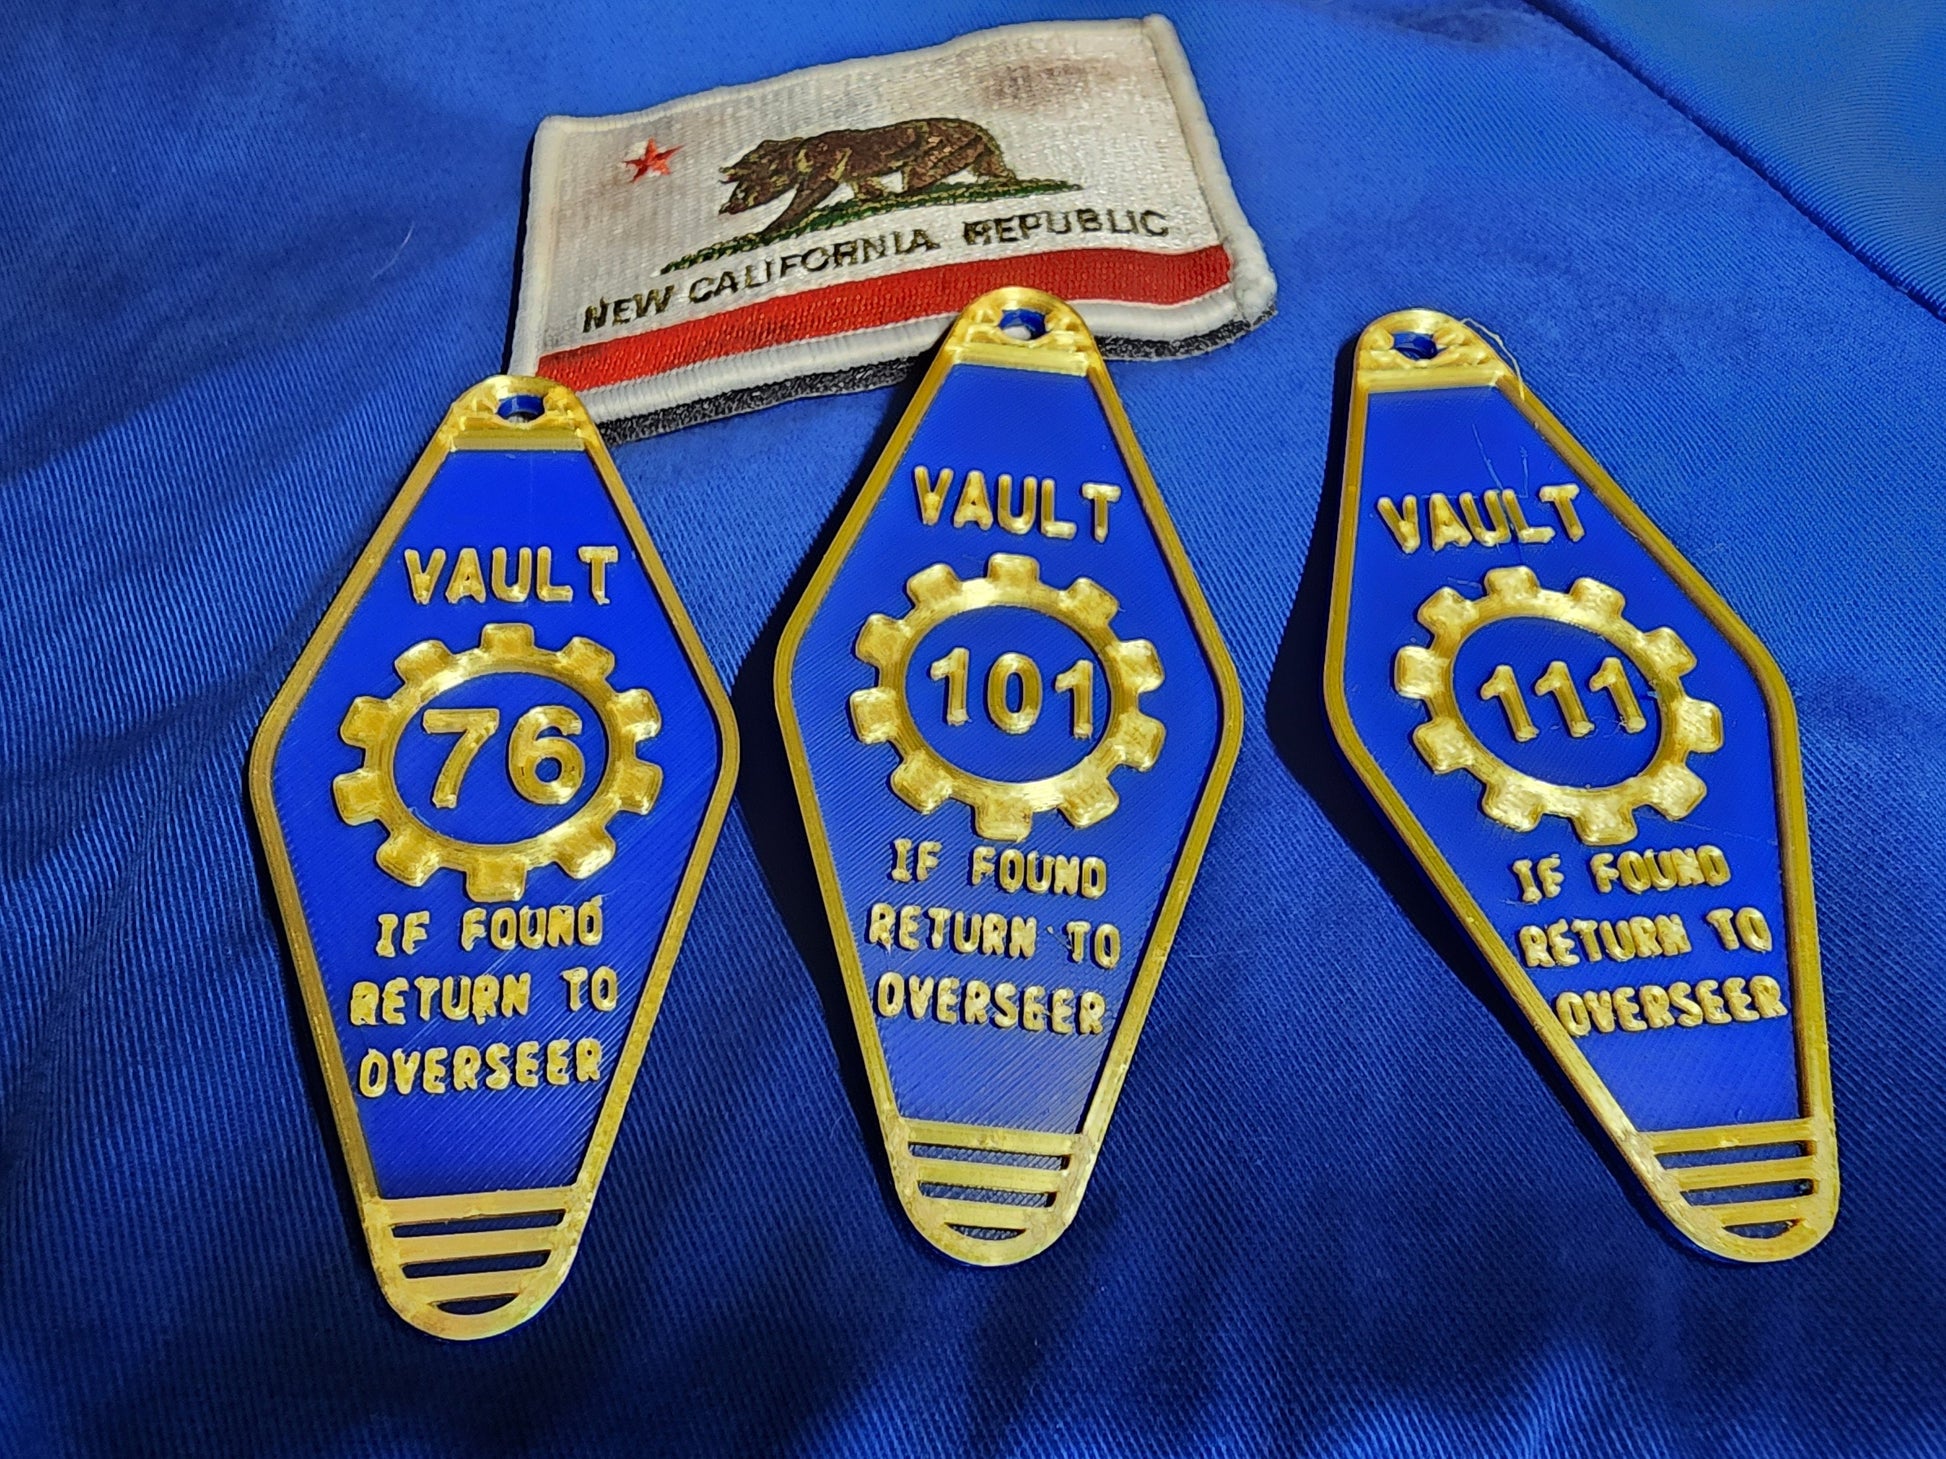 NEW CALIFORNIA REPUBLIC
VAULT
76
IF FOUND
RETURN TO
OVERSEER
VAULT
101
IF FOUND
RETURN TO
OVERSEER
VAULT
111
IF FOUND
RETURN TO
OVERSEER